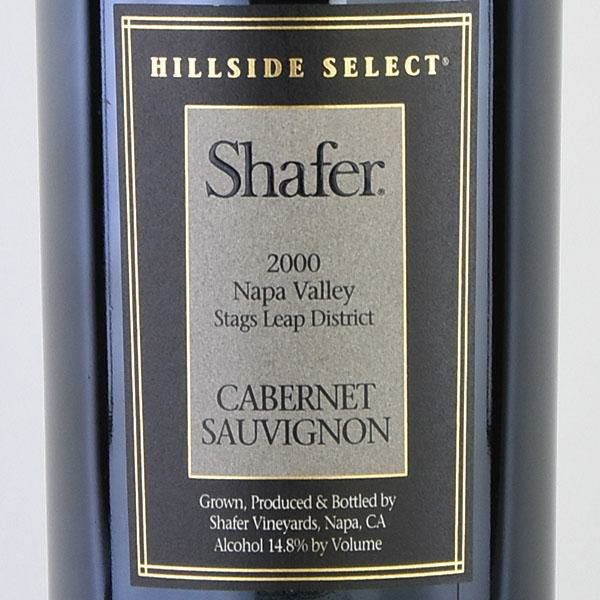 HILLSIDE SELECT®
Shafer®
2000
Napa Valley
Stags Leap District
CABERNET
SAUVIGNON
Grown, Produced & Bottled by
Shafer Vineyards, Napa, CA
Alcohol 14.8% by Volume